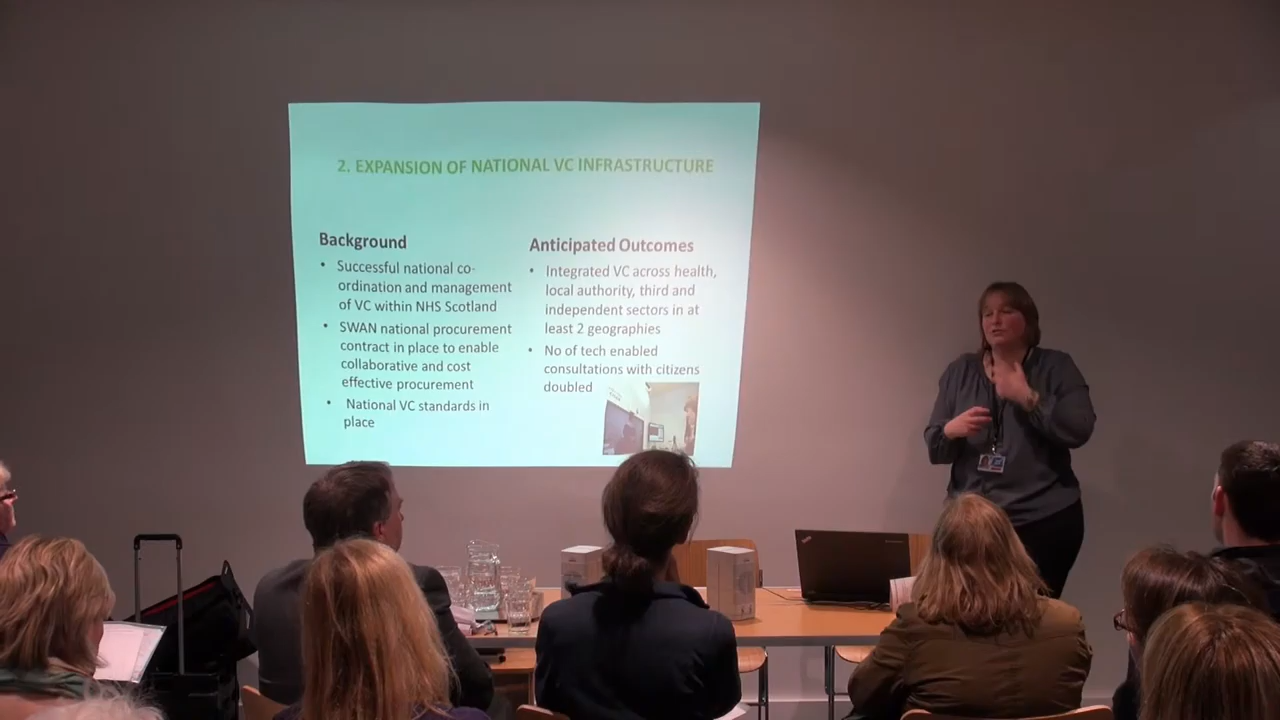 2. EXPANSION OF NATIONAL VC INFRASTRUCTURE
Background
• Successful national co-
ordination and management
of VC within NHS Scotland
• SWAN national procurement
contract in place to enable
collaborative and cost
effective procurement
• National VC standards in
place
Anticipated Outcomes
• Integrated VC across health,
local authority, third and
independent sectors in at
least 2 geographies
• No of tech enabled
consultations with citizens
doubled